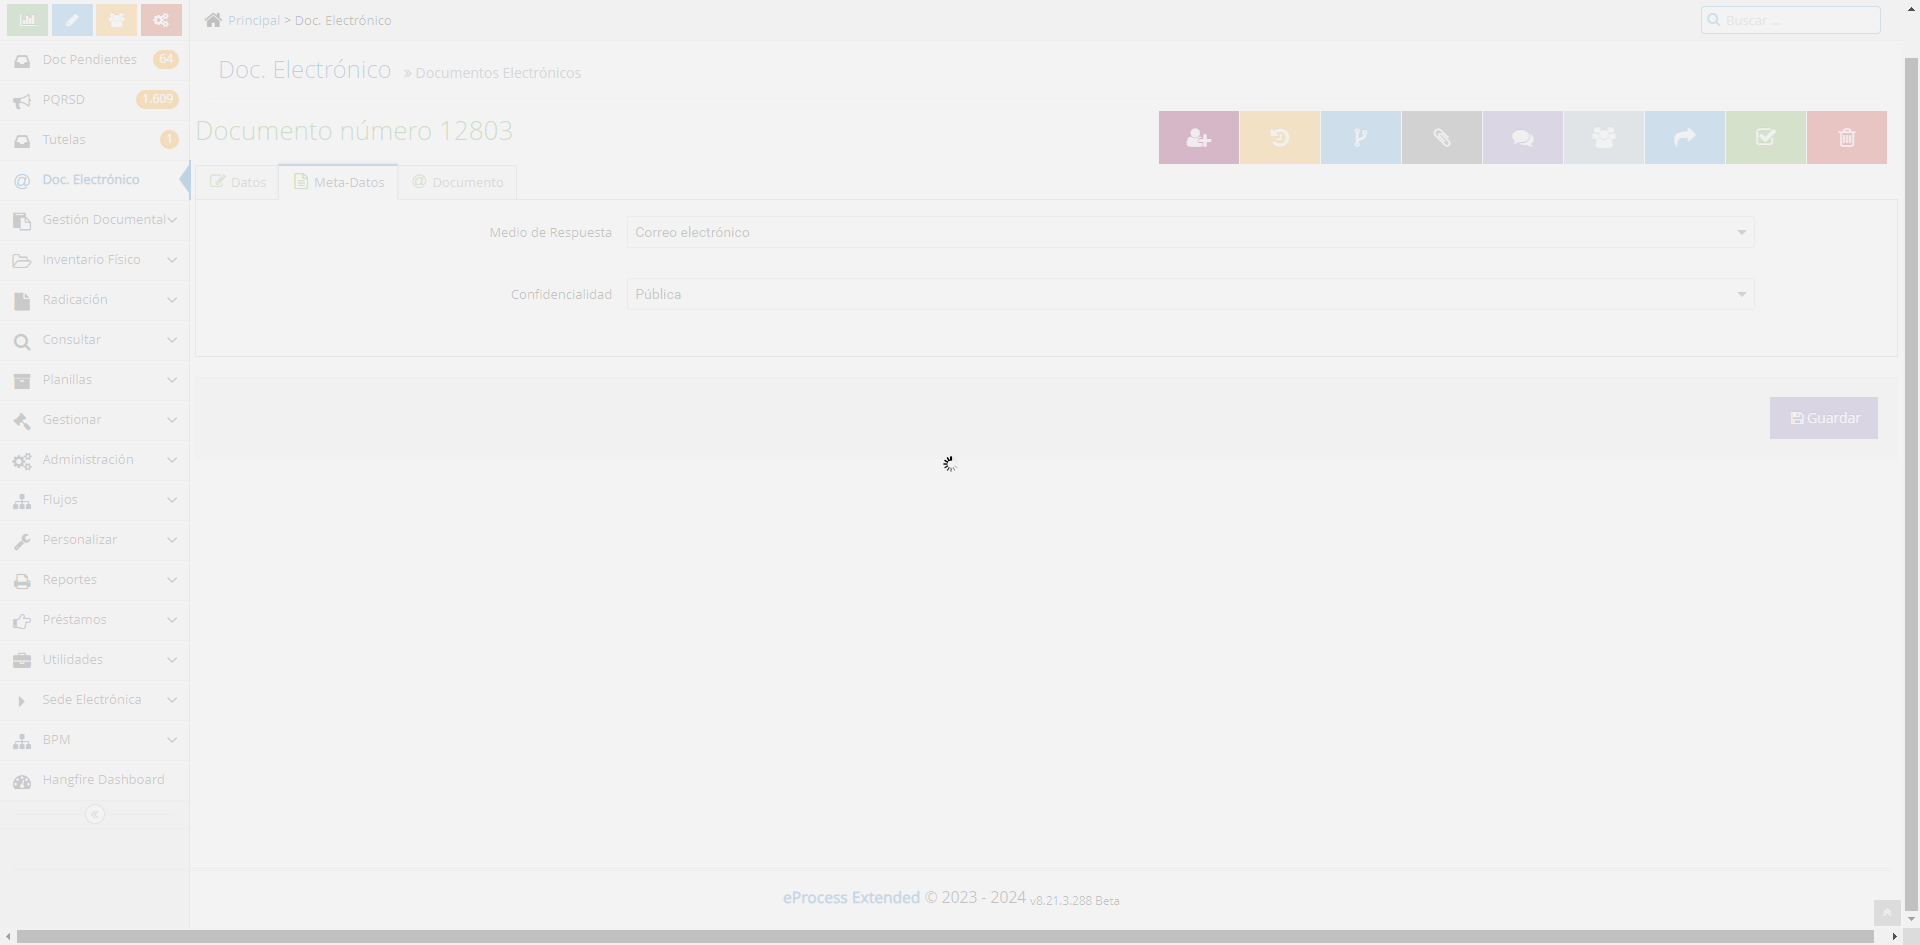 Principal > Doc. Electrónico
Buscar ...
Doc Pendientes 64
PQRSD 1.609
Tutelas 1
Doc. Electrónico
Gestión Documental
Inventario Físico
Radicación
Consultar
Planillas
Gestionar
Administración
Flujos
Personalizar
Reportes
Préstamos
Utilidades
Sede Electrónica
BPM
Hangfire Dashboard
Doc. Electrónico » Documentos Electrónicos
Documento número 12803
Datos Meta-Datos @ Documento
Medio de Respuesta Correo electrónico
Confidencialidad Pública
Guardar
eProcess Extended © 2023 - 2024 v8.21.3.288 Beta